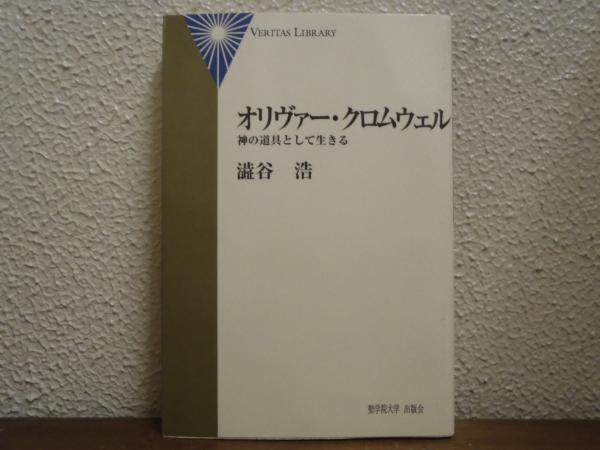 VERITAS LIBRARY
オリヴァー・クロムウェル
神の道具として生きる
澁谷 浩
聖学院大学 出版会